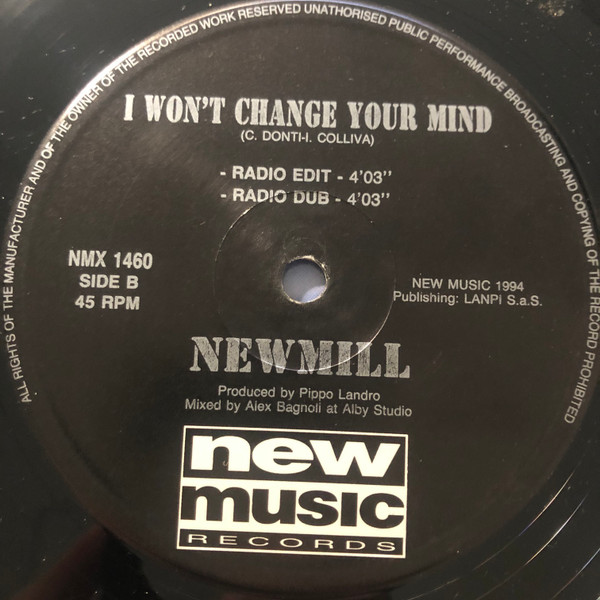 ALL RIGHTS OF THE MANUFACTURER AND OF THE OWNER OF THE RECORDED WORK RESERVED UNATHORISED PUBLIC PERFORMANCE BROADCASTING AND COPYING OF THE RECORD PROHIBITED
I WON'T CHANGE YOUR MIND
(C. DONTI-I. COLLIVA)
- RADIO EDIT - 4'03''
- RADIO DUB - 4'03''
NMX 1460
SIDE B
45 RPM
NEW MUSIC 1994
Publishing: LANPI S.a.S.
NEWMILL
Produced by Pippo Landro
Mixed by Alex Bagnoli at Alby Studio
new
music
RECORDS